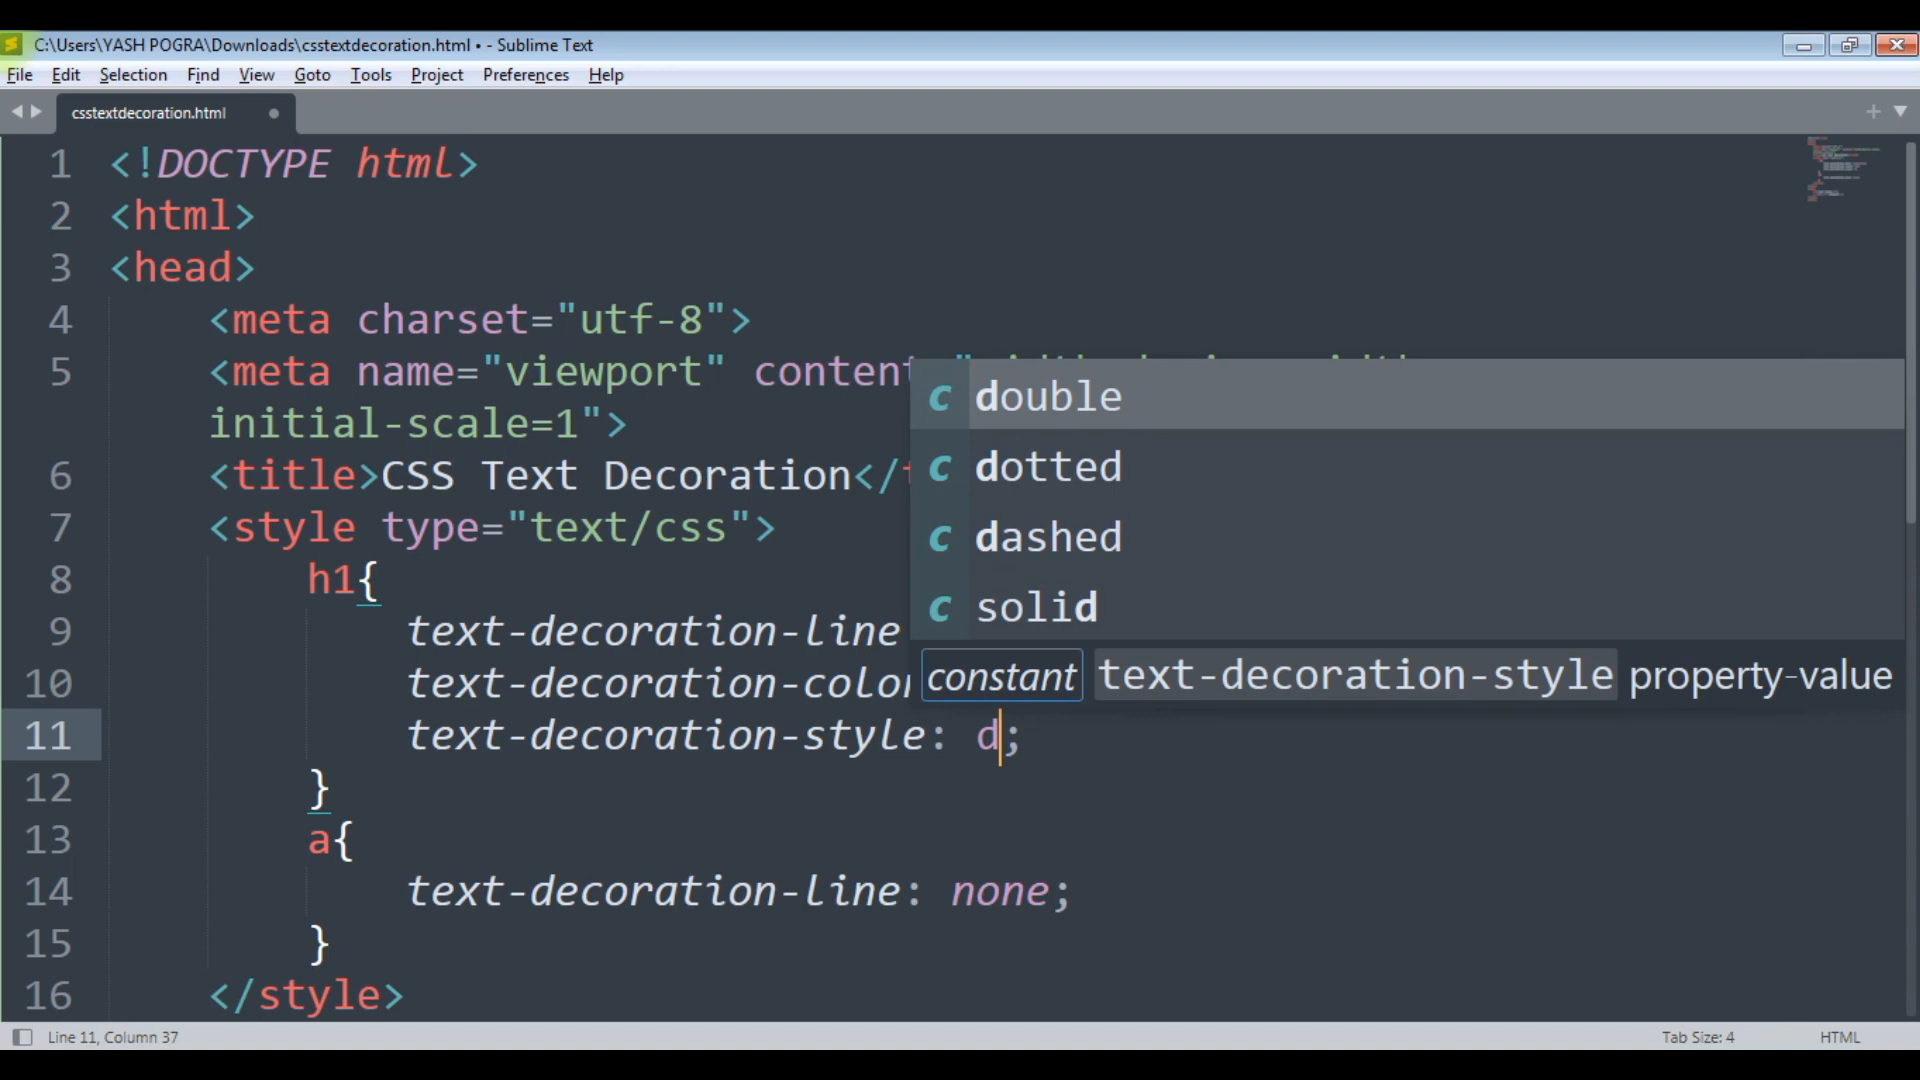 C:\Users\YASH POGRA\Downloads\csstextdecoration.html • - Sublime Text
File Edit Selection Find View Goto Tools Project Preferences Help
csstextdecoration.html
1 <!DOCTYPE html>
2 <html>
3 <head>
4 <meta charset="utf-8">
5 <meta name="viewport" content
initial-scale=1">
6 <title>CSS Text Decoration</
7 <style type="text/css">
8 h1{
9 text-decoration-line
10 text-decoration-color
11 text-decoration-style: d;
12 }
13 a{
14 text-decoration-line: none;
15 }
16 </style>
c double
c dotted
c dashed
c solid
constant text-decoration-style property-value
Line 11, Column 37
Tab Size: 4
HTML